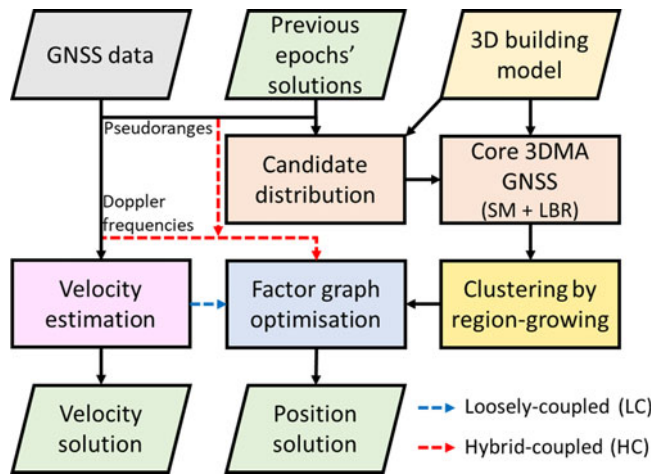 GNSS data
Previous
epochs'
solutions
3D building
model
Pseudoranges
Candidate
distribution
Core 3DMA
GNSS
(SM + LBR)
Doppler
frequencies
Velocity
estimation
Factor graph
optimisation
Clustering by
region-growing
Velocity
solution
Position
solution
Loosely-coupled (LC)
Hybrid-coupled (HC)